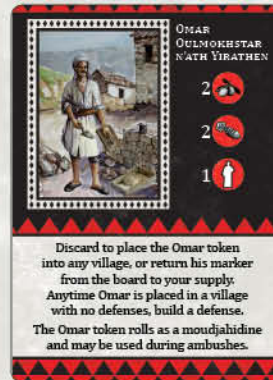 OMAR
OULMOKHSTAR
N'ATH YIRATHEN
2
2
1
Discard to place the Omar token
into any village, or return his marker
from the board to your supply.
Anytime Omar is placed in a village
with no defenses, build a defense.
The Omar token rolls as a moudjahidine
and may be used during ambushes.